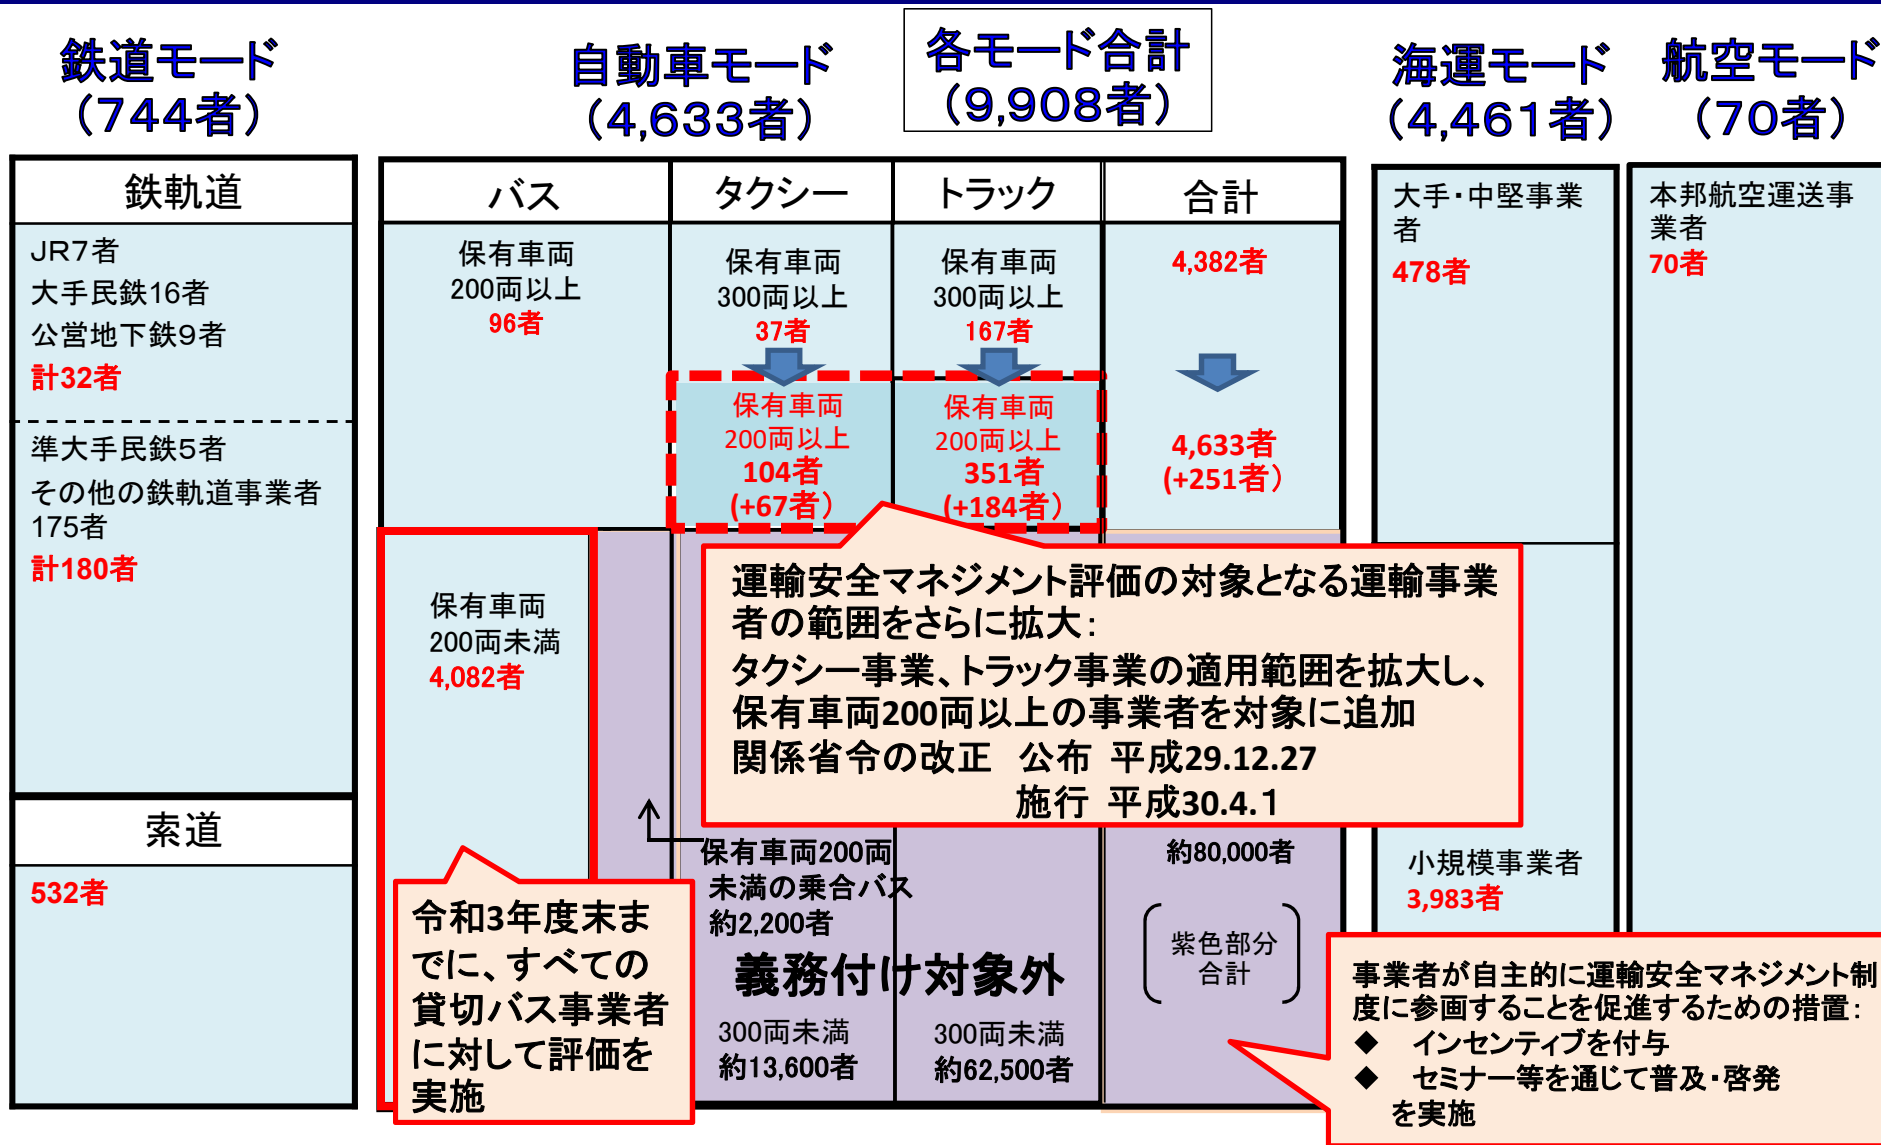 鉄道モード
（744者）
自動車モード
（4,633者）
各モード合計
（9,908者）
海運モード
（4,461者）
航空モード
（70者）
鉄軌道
JR7者
大手民鉄16者
公営地下鉄9者
計32者
準大手民鉄5者
その他の鉄軌道事業者
175者
計180者
索道
532者
バス
保有車両
200両以上
96者
保有車両
200両未満
4,082者
令和3年度末ま
でに、すべての
貸切バス事業者
に対して評価を
実施
タクシー
保有車両
300両以上
37者
保有車両
200両以上
104者
(+67者）
トラック
保有車両
300両以上
167者
保有車両
200両以上
351者
(+184者）
合計
4,382者
4,633者
(+251者）
運輸安全マネジメント評価の対象となる運輸事業
者の範囲をさらに拡大：
タクシー事業、トラック事業の適用範囲を拡大し、
保有車両200両以上の事業者を対象に追加
関係省令の改正 公布 平成29.12.27
施行 平成30.4.1
保有車両200両
未満の乗合バス
約2,200者
義務付け対象外
300両未満
約13,600者
300両未満
約62,500者
約80,000者
紫色部分
合計
大手・中堅事業
者
478者
小規模事業者
3,983者
本邦航空運送事
業者
70者
事業者が自主的に運輸安全マネジメント制
度に参画することを促進するための措置：
◆ インセンティブを付与
◆ セミナー等を通じて普及・啓発
を実施